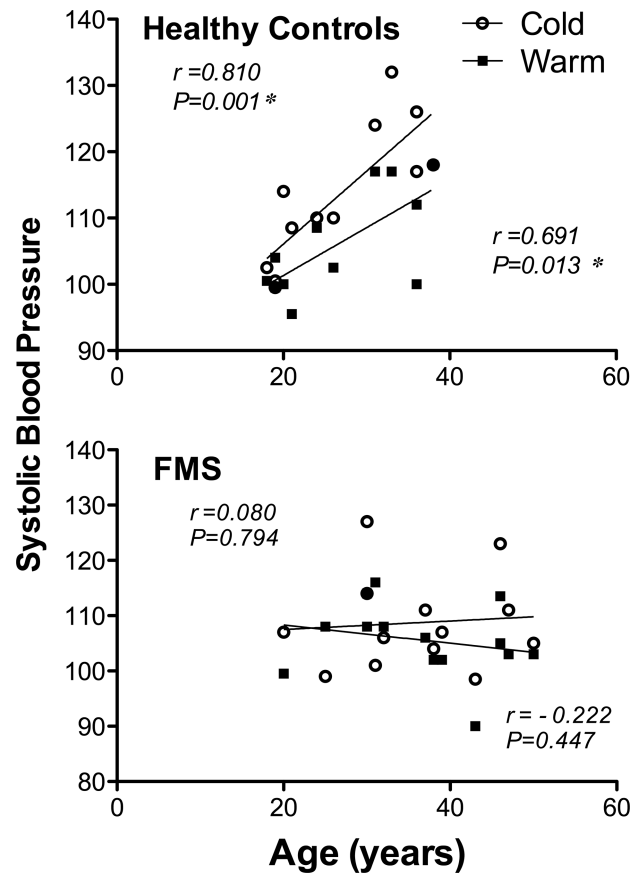 Healthy Controls
Cold
Warm
r =0.810
P=0.001 *
r =0.691
P=0.013 *
140
130
120
110
100
90
0
20
40
60
Systolic Blood Pressure
FMS
r=0.080
P=0.794
r = - 0.222
P=0.447
140
130
120
110
100
90
80
0
20
40
60
Age (years)